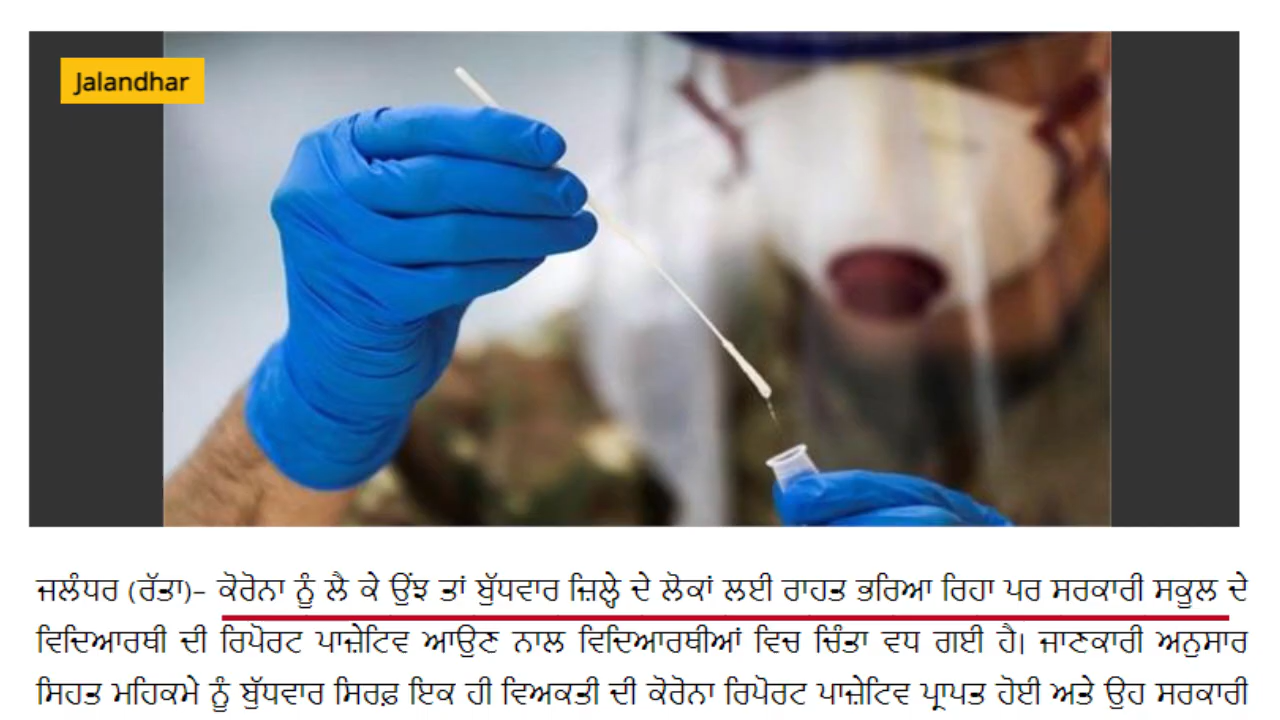 Jalandhar
ਜਲੰਧਰ (ਰੱਤਾ)– ਕੋਰੋਨਾ ਨੂੰ ਲੈ ਕੇ ਉਂਝ ਤਾਂ ਬੁੱਧਵਾਰ ਜ਼ਿਲ੍ਹੇ ਦੇ ਲੋਕਾਂ ਲਈ ਰਾਹਤ ਭਰਿਆ ਰਿਹਾ ਪਰ ਸਰਕਾਰੀ ਸਕੂਲ ਦੇ
ਵਿਦਿਆਰਥੀ ਦੀ ਰਿਪੋਰਟ ਪਾਜ਼ੇਟਿਵ ਆਉਣ ਨਾਲ ਵਿਦਿਆਰਥੀਆਂ ਵਿਚ ਚਿੰਤਾ ਵਧ ਗਈ ਹੈ। ਜਾਣਕਾਰੀ ਅਨੁਸਾਰ
ਸਿਹਤ ਮਹਿਕਮੇ ਨੂੰ ਬੁੱਧਵਾਰ ਸਿਰਫ਼ ਇਕ ਹੀ ਵਿਅਕਤੀ ਦੀ ਕੋਰੋਨਾ ਰਿਪੋਰਟ ਪਾਜ਼ੇਟਿਵ ਪ੍ਰਾਪਤ ਹੋਈ ਅਤੇ ਉਹ ਸਰਕਾਰੀ